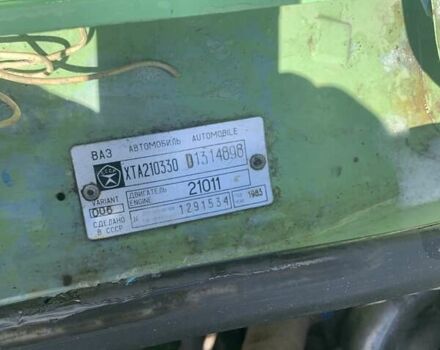 ВАЗ АВТОМОБИЛЬ AUTOMOBILE
XTA210330 D1314898
VARIANT ДВИГАТЕЛЬ 21011
006 ENGINE
СДЕЛАНО 1291534 1983
В СССР